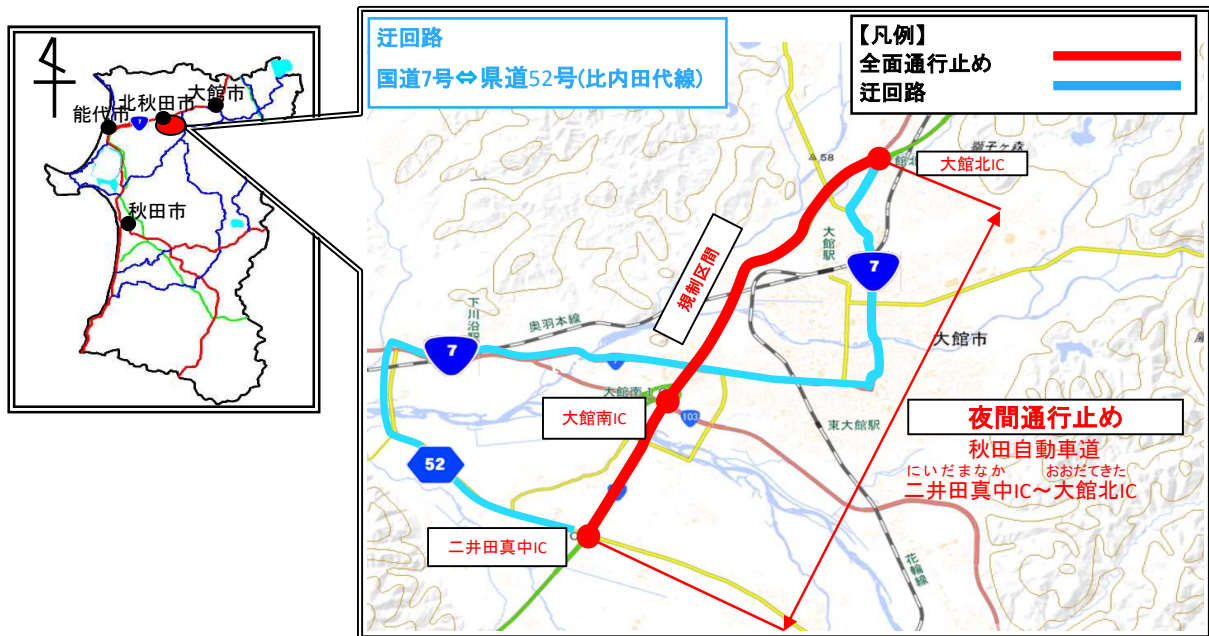 迂回路
国道7号⇔県道52号(比内田代線)
【凡例】
全面通行止め
迂回路
大館市
北秋田市
能代市
7
秋田市
58
獅子ヶ森
大館北IC
大館駅
7
規制区間
下川沿駅
奥羽本線
大館市
7
大館南IC
103
東大館駅
夜間通行止め
秋田自動車道
にいだまなか おおだてきた
二井田真中IC~大館北IC
52
二井田真中IC
花輪線